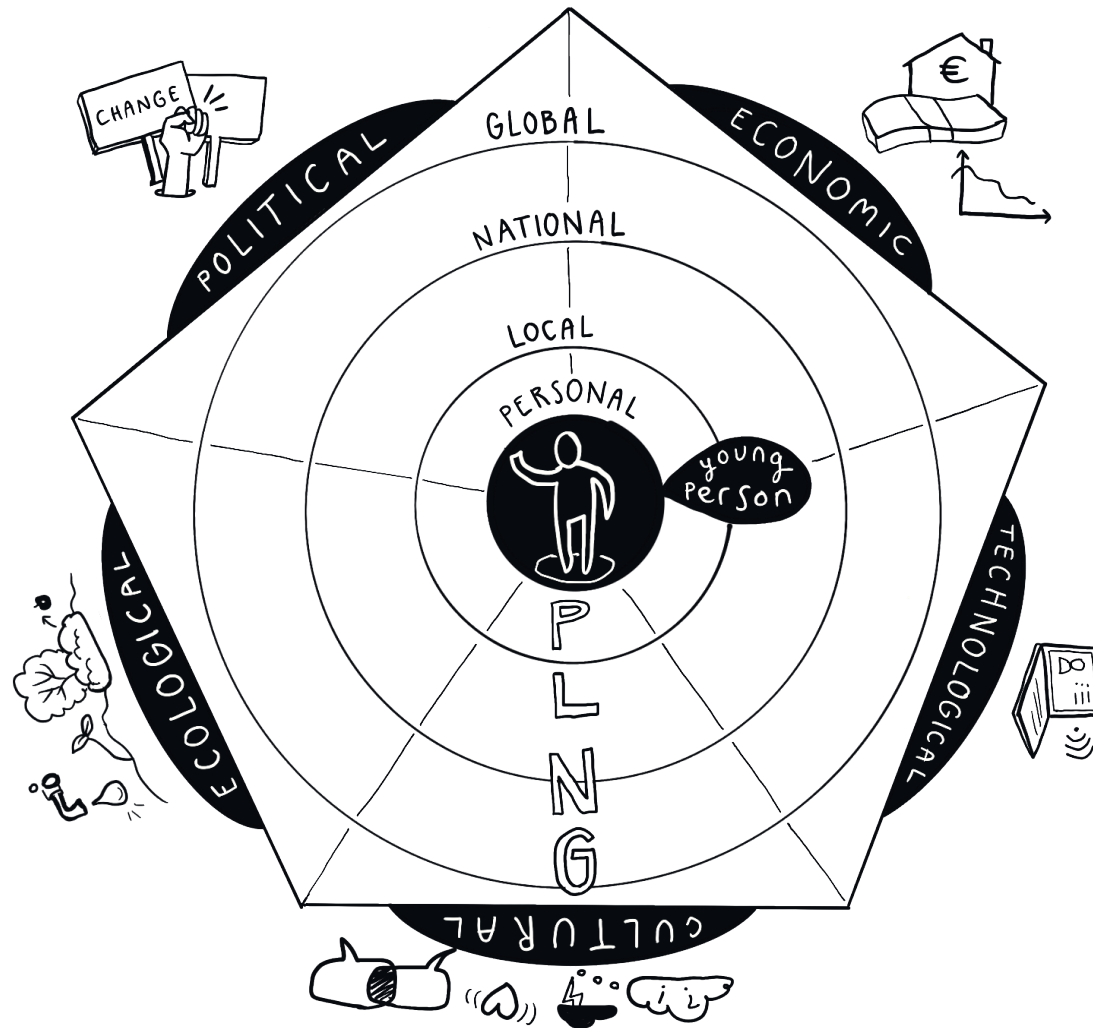 CHANGE
€
POLITICAL
ECONOMIC
GLOBAL
NATIONAL
LOCAL
PERSONAL
young
person
ECOLOGICAL
TECHNOLOGICAL
P
L
N
G
CULTURAL